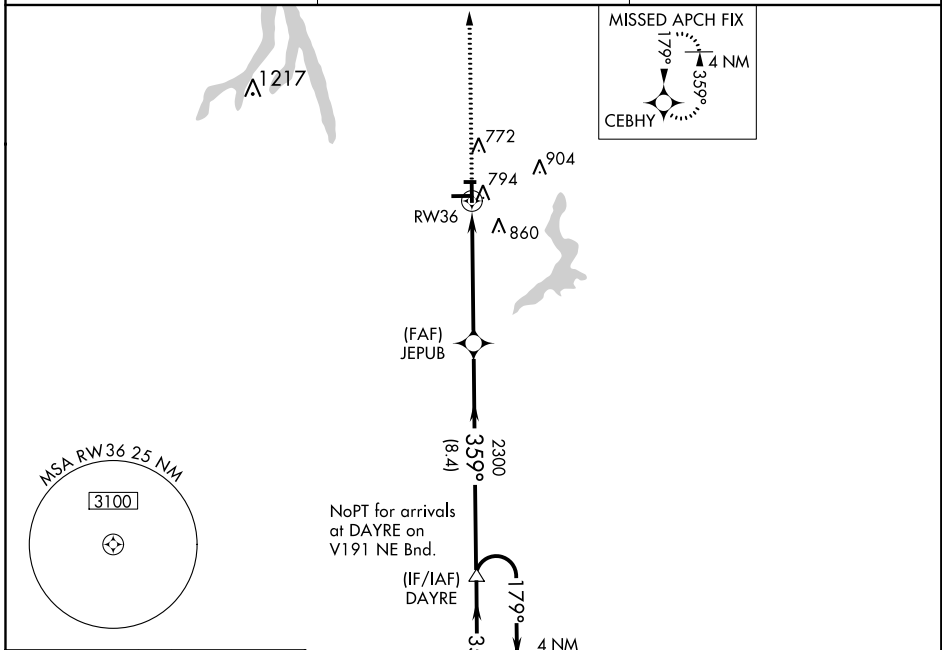 MISSED APCH FIX
179°
4 NM
359°
CEBHY
1217
772
904
794
RW36
860
(FAF)
JEPUB
2300
359°
(8.4)
MSA RW36 25 NM
3100
NoPT for arrivals
at DAYRE on
V191 NE Bnd.
(IF/IAF)
DAYRE
179°
4 NM